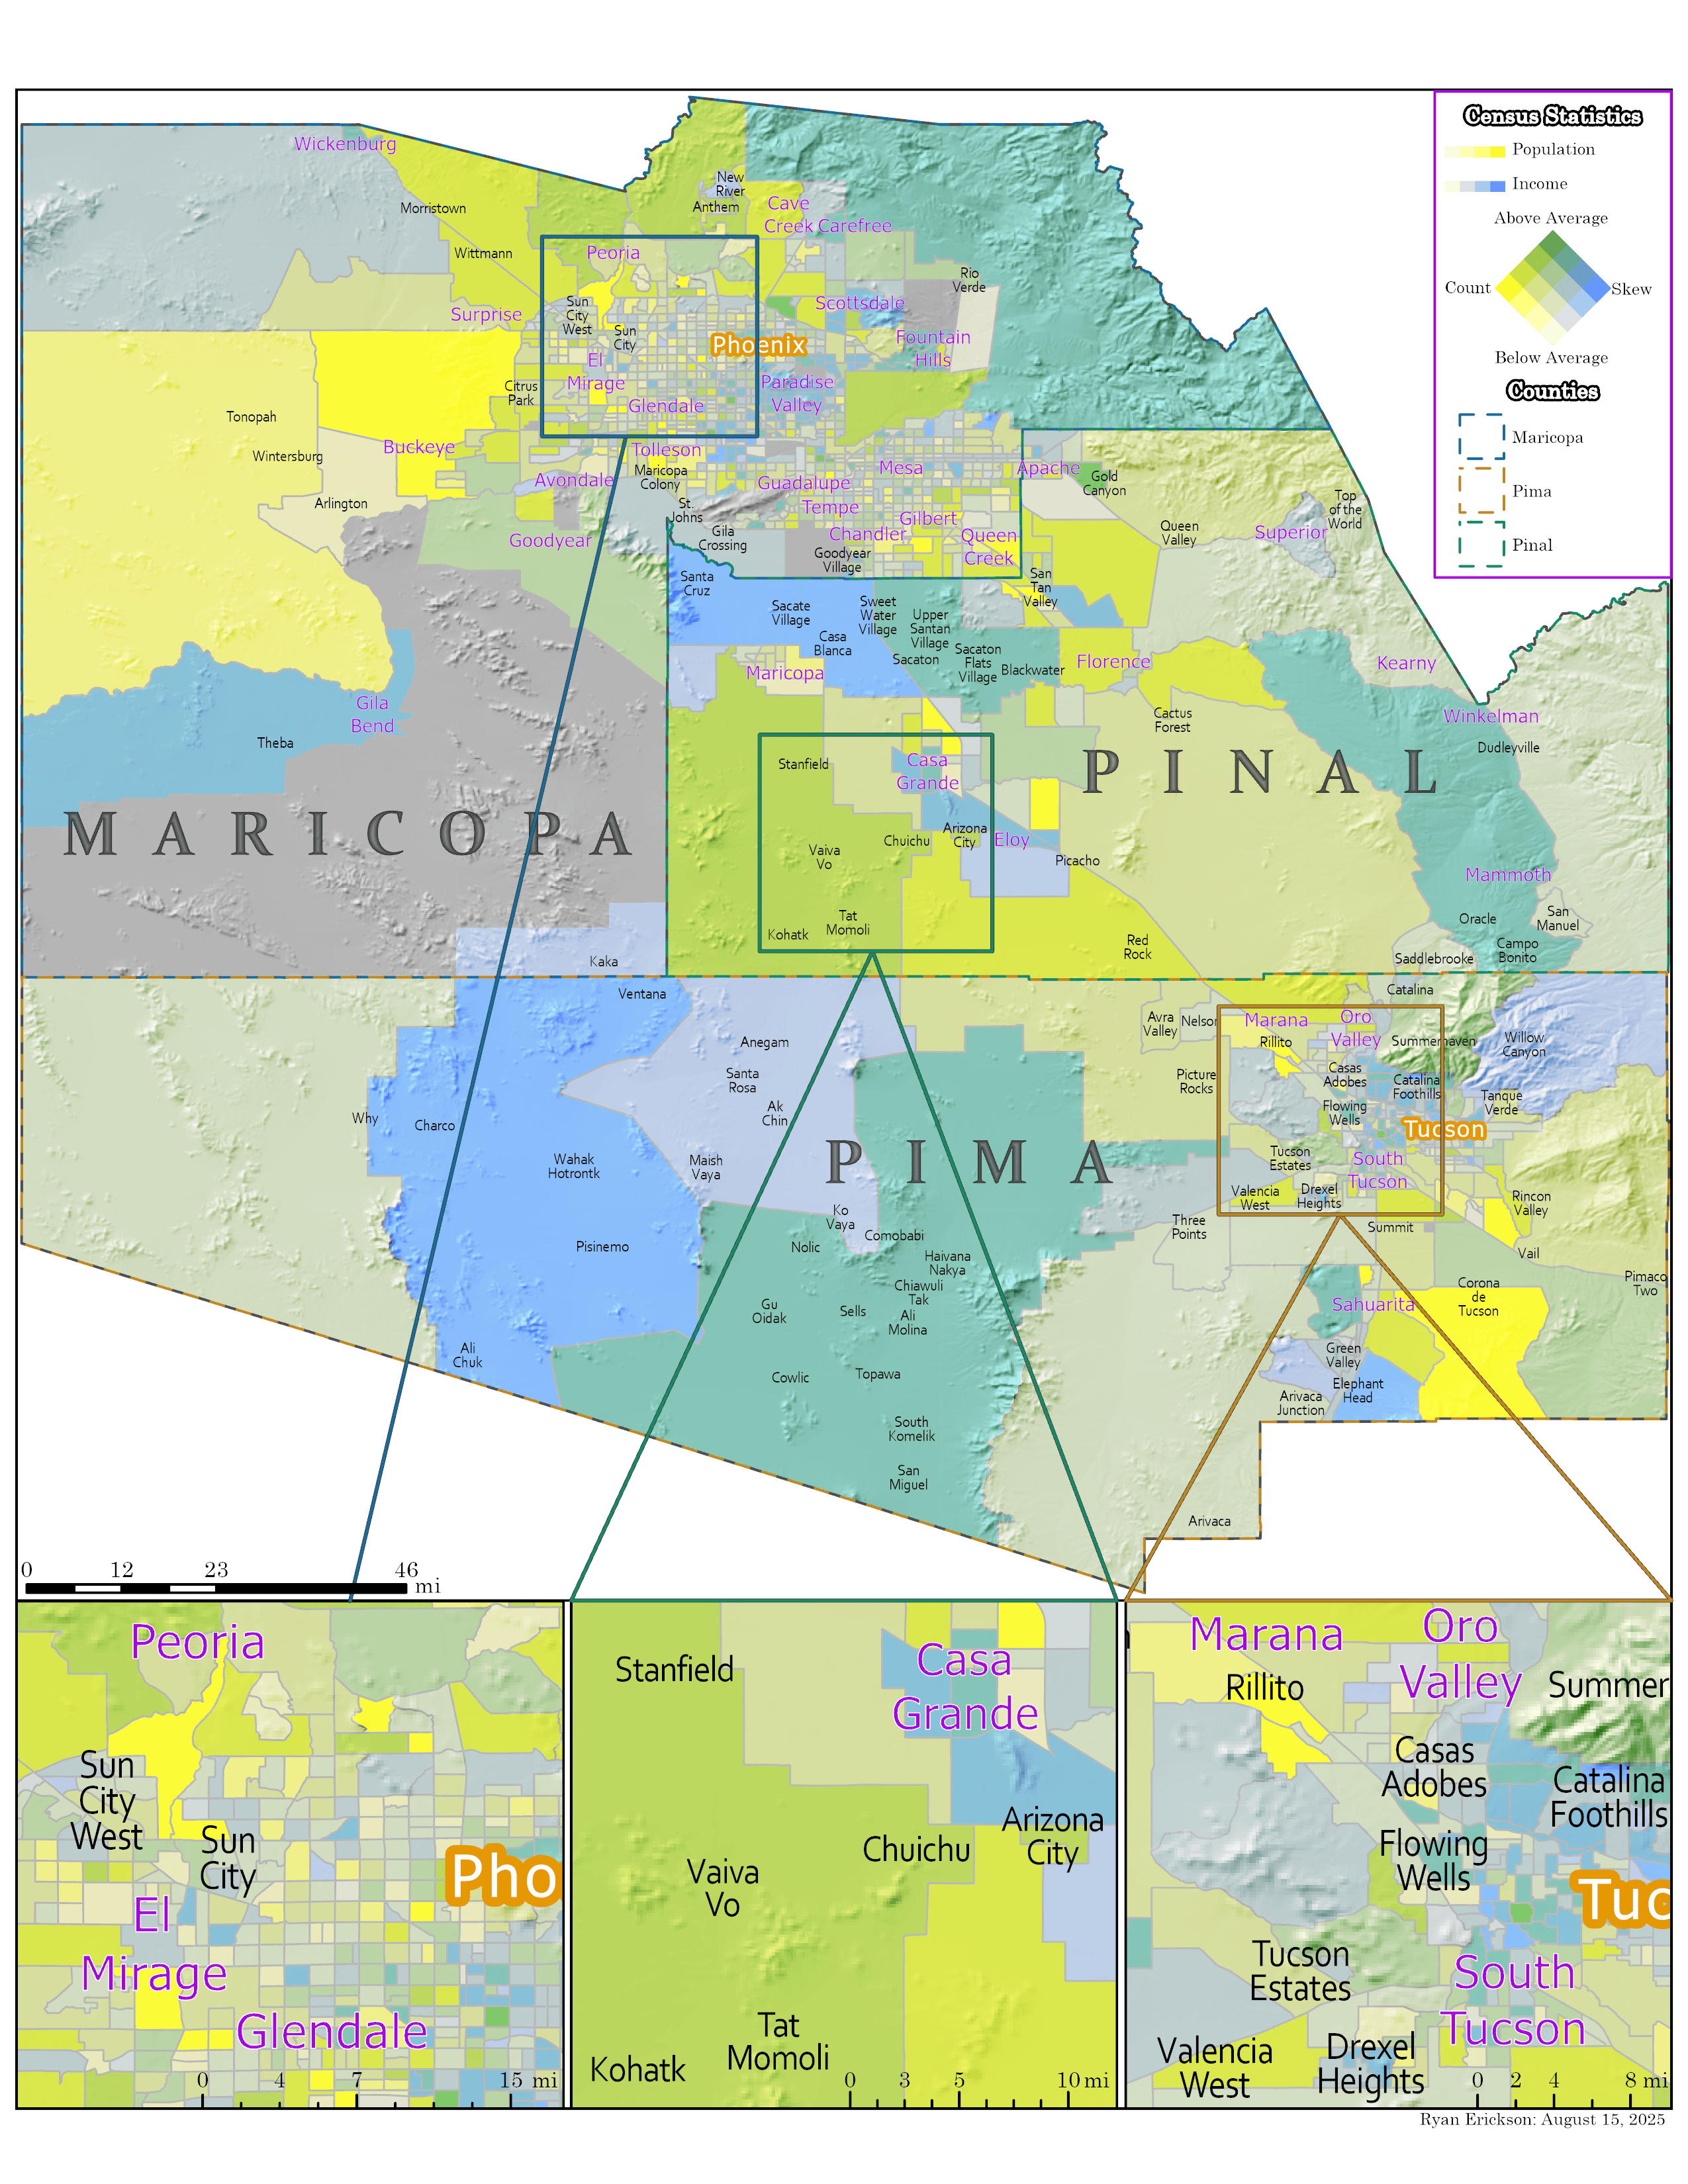 Census Statistics
Population
Income
Above Average
Count
Skew
Below Average
Counties
Maricopa
Pima
Pinal
Wickenburg
New
River
Anthem
Cave
Creek
Carefree
Morristown
Wittmann
Peoria
Rio
Verde
Surprise
Sun
City
West
Sun
City
Scottsdale
Phoenix
Fountain
Hills
El
Mirage
Citrus
Park
Paradise
Valley
Glendale
Tonopah
Buckeye
Wintersburg
Tolleson
Avondale
Maricopa
Colony
Mesa
Apache
Gold
Canyon
Guadalupe
Tempe
Arlington
St.
Johns
Top
of the
World
Gila
Crossing
Goodyear
Chandler
Gilbert
Queen
Creek
Queen
Valley
Superior
Goodyear
Village
Santa
Cruz
San
Tan
Valley
Sacate
Village
Sweet
Water
Village
Upper
Santan
Village
Casa
Blanca
Sacaton
Sacaton
Flats
Village
Blackwater
Florence
Kearny
Maricopa
Gila
Bend
Theba
Cactus
Forest
Winkelman
Dudleyville
Stanfield
Casa
Grande
PINAL
MARICOPA
Arizona
City
Eloy
Chuichu
Vaiva
Vo
Picacho
Mammoth
Oracle
San
Manuel
Tat
Momoli
Kohatk
Red
Rock
Campo
Bonito
Saddlebrooke
Kaka
Ventana
Catalina
Avra
Valley
Nelson
Marana
Oro
Valley
Rillito
Summerhaven
Willow
Canyon
Anegam
Santa
Rosa
Picture
Rocks
Casas
Adobes
Catalina
Foothills
Tanque
Verde
Ak
Chin
Flowing
Wells
Tucson
Why
Charco
PIMA
Wahak
Hotrontk
Maish
Vaya
Tucson
Estates
South
Tucson
Valencia
West
Drexel
Heights
Rincon
Valley
Ko
Vaya
Comobabi
Three
Points
Summit
Vail
Pisinemo
Nolic
Haivana
Nakya
Chiawuli
Tak
Pimaco
Two
Corona
de
Tucson
Sahuarita
Gu
Oidak
Sells
Ali
Molina
Ali
Chuk
Green
Valley
Cowlic
Topawa
Elephant
Head
Arivaca
Junction
South
Komelik
San
Miguel
Arivaca
0 12 23 46 mi
Peoria
Sun
City
West
Sun
City
Pho
El
Mirage
Glendale
0 4 7 15 mi
Stanfield
Casa
Grande
Arizona
City
Chuichu
Vaiva
Vo
Tat
Momoli
Kohatk
0 3 5 10 mi
Marana
Oro
Valley
Rillito
Summer
Casas
Adobes
Catalina
Foothills
Flowing
Wells
Tuc
Tucson
Estates
South
Tucson
Valencia
West
Drexel
Heights
0 2 4 8 mi
Ryan Erickson: August 15, 2025